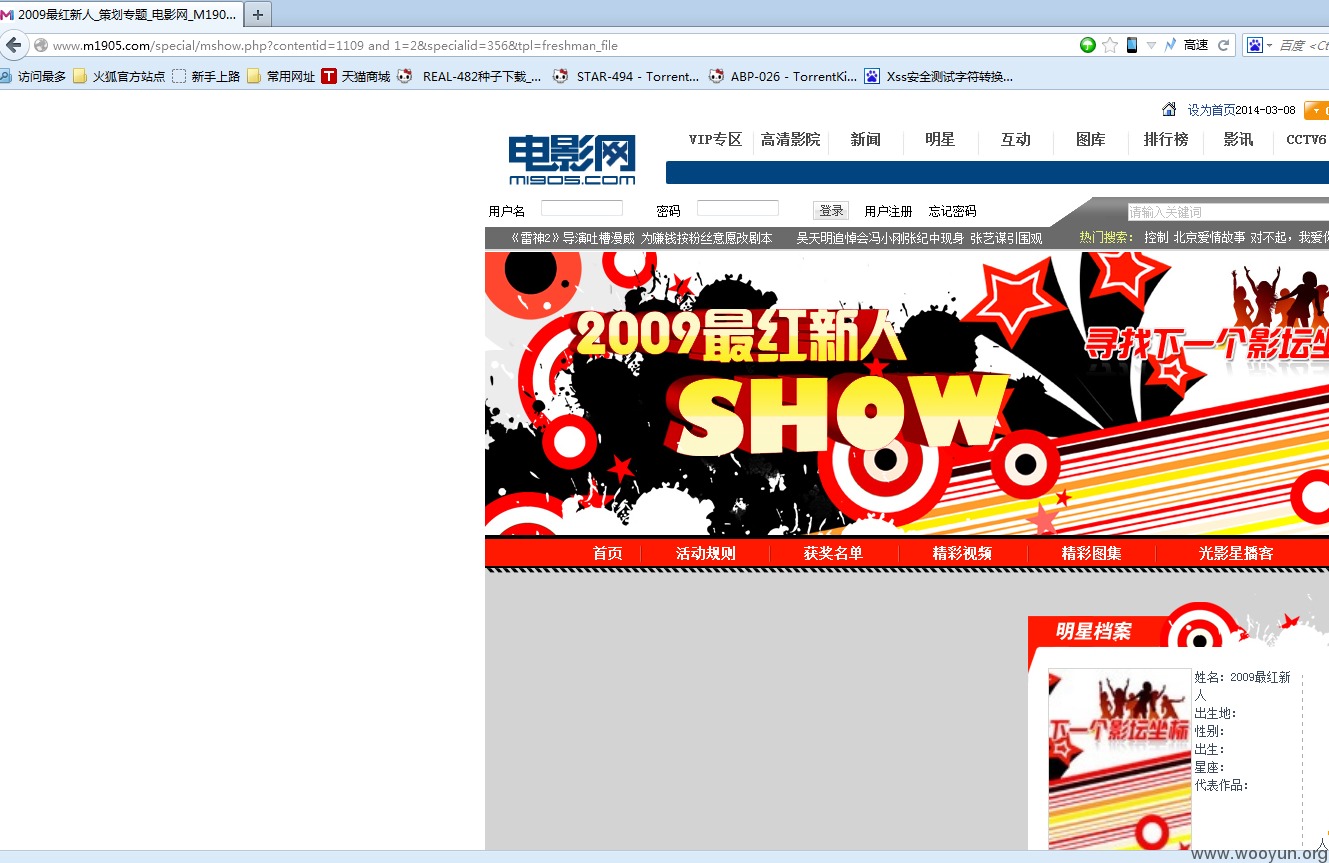 2009最红新人_策划专题_电影网_M190...
www.m1905.com/special/mshow.php?contentid=1109 and 1=2&specialid=356&tpl=freshman_file
高速
百度 <Ct
访问最多 火狐官方站点 新手上路 常用网址 天猫商城 REAL-482种子下载_... STAR-494 - Torrent... ABP-026 - TorrentKi... Xss安全测试字符转换...
设为首页2014-03-08
电影网
m1905.com
VIP专区 高清影院 新闻 明星 互动 图库 排行榜 影讯 CCTV6
用户名 密码 登录 用户注册 忘记密码
请输入关键词
《雷神2》导演吐槽漫威 为赚钱按粉丝意愿改剧本 吴天明追悼会冯小刚张纪中现身 张艺谋引围观
热门搜索： 控制 北京爱情故事 对不起，我爱你
2009最红新人
SHOW
寻找下一个影坛坐
首页 活动规则 获奖名单 精彩视频 精彩图集 光影星播客
明星档案
下一个影坛坐标
姓名：2009最红新
人
出生地：
性别：
出生：
星座：
代表作品：
人
www.wooyun.org